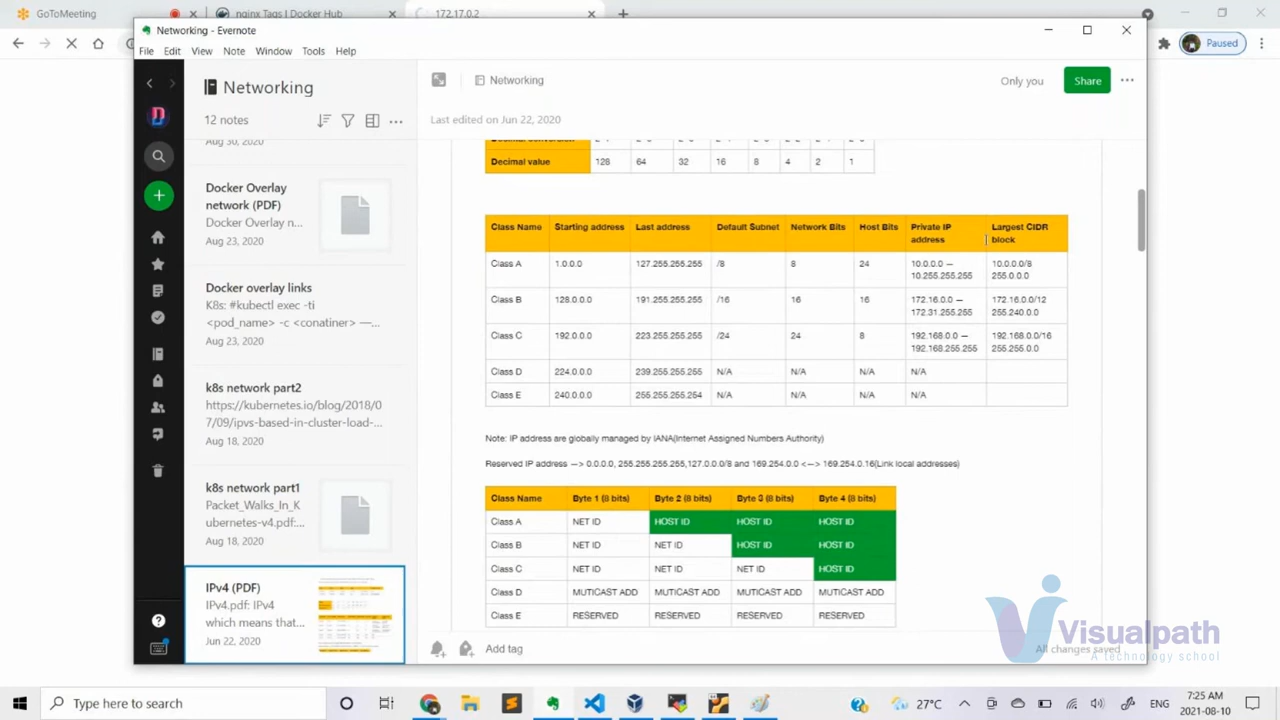 GoToMeeting
nginx Tags | Docker Hub
172.17.0.2
Paused
Networking - Evernote
File Edit View Note Window Tools Help
Networking
12 notes
Aug 30, 2020
Docker Overlay
network (PDF)
Docker Overlay n...
Aug 23, 2020
Docker overlay links
K8s: #kubectl exec -ti
<pod_name> -c <conatiner> —...
Aug 23, 2020
k8s network part2
https://kubernetes.io/blog/2018/0
7/09/ipvs-based-in-cluster-load-...
Aug 18, 2020
k8s network part1
Packet_Walks_In_K
ubernetes-v4.pdf:...
Aug 18, 2020
IPv4 (PDF)
IPv4.pdf: IPv4
which means that...
Jun 22, 2020
Networking
Only you
Share
Last edited on Jun 22, 2020
Decimal value 128 64 32 16 8 4 2 1
Class Name Starting address Last address Default Subnet Network Bits Host Bits Private IP address Largest CIDR block
Class A 1.0.0.0 127.255.255.255 /8 8 24 10.0.0.0 — 10.255.255.255 10.0.0.0/8 255.0.0.0
Class B 128.0.0.0 191.255.255.255 /16 16 16 172.16.0.0 — 172.31.255.255 172.16.0.0/12 255.240.0.0
Class C 192.0.0.0 223.255.255.255 /24 24 8 192.168.0.0 — 192.168.255.255 192.168.0.0/16 255.255.0.0
Class D 224.0.0.0 239.255.255.255 N/A N/A N/A N/A
Class E 240.0.0.0 255.255.255.254 N/A N/A N/A N/A
Note: IP address are globally managed by IANA(Internet Assigned Numbers Authority)
Reserved IP address —> 0.0.0.0, 255.255.255.255,127.0.0.0/8 and 169.254.0.0 <—> 169.254.0.16(Link local addresses)
Class Name Byte 1 (8 bits) Byte 2 (8 bits) Byte 3 (8 bits) Byte 4 (8 bits)
Class A NET ID HOST ID HOST ID HOST ID
Class B NET ID NET ID HOST ID HOST ID
Class C NET ID NET ID NET ID HOST ID
Class D MUTICAST ADD MUTICAST ADD MUTICAST ADD MUTICAST ADD
Class E RESERVED RESERVED RESERVED RESERVED
Add tag
All changes saved
Visualpath
A technology school
Type here to search
27°C
ENG
7:25 AM
2021-08-10